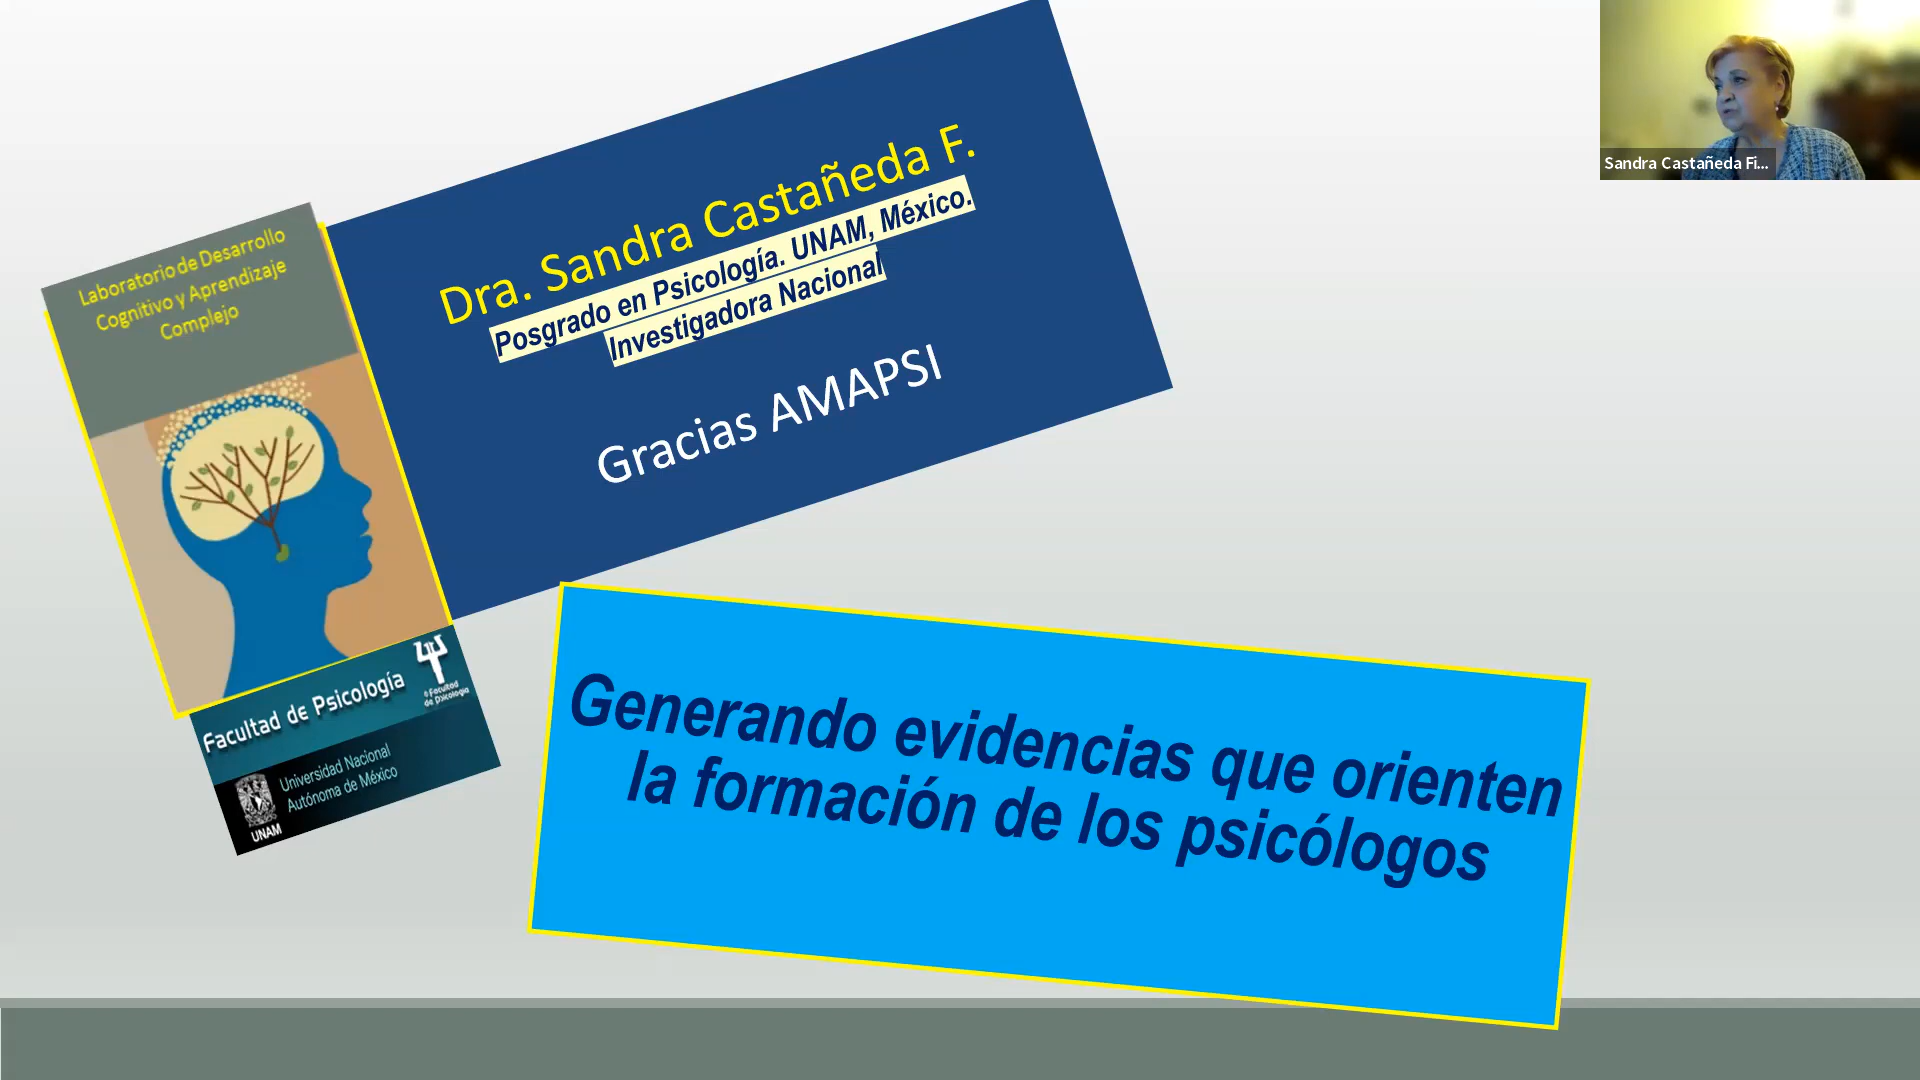 Sandra Castañeda Fi...
Dra. Sandra Castañeda F.
Posgrado en Psicología. UNAM, México.
Investigadora Nacional
Gracias AMAPSI
Laboratorio de Desarrollo
Cognitivo y Aprendizaje
Complejo
Facultad de Psicología
Facultad
de Psicología
Universidad Nacional
Autónoma de México
UNAM
Generando evidencias que orienten
la formación de los psicólogos